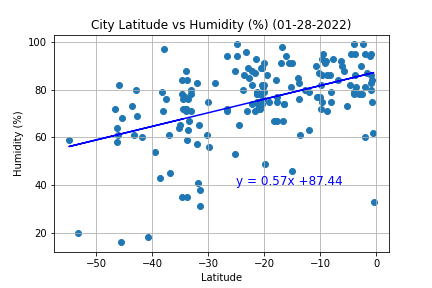 City Latitude vs Humidity (%) (01-28-2022)
100
80
60
40
20
Humidity (%)
y = 0.57x +87.44
−50
−40
−30
−20
−10
0
Latitude